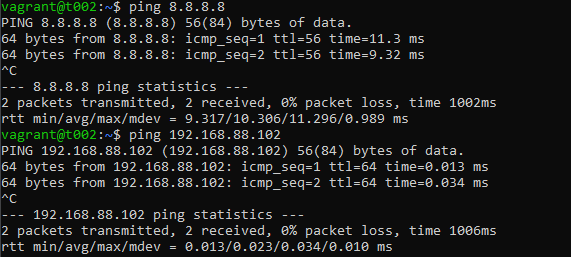 vagrant@t002:~$ ping 8.8.8.8
PING 8.8.8.8 (8.8.8.8) 56(84) bytes of data.
64 bytes from 8.8.8.8: icmp_seq=1 ttl=56 time=11.3 ms
64 bytes from 8.8.8.8: icmp_seq=2 ttl=56 time=9.32 ms
^C
--- 8.8.8.8 ping statistics ---
2 packets transmitted, 2 received, 0% packet loss, time 1002ms
rtt min/avg/max/mdev = 9.317/10.306/11.296/0.989 ms
vagrant@t002:~$ ping 192.168.88.102
PING 192.168.88.102 (192.168.88.102) 56(84) bytes of data.
64 bytes from 192.168.88.102: icmp_seq=1 ttl=64 time=0.013 ms
64 bytes from 192.168.88.102: icmp_seq=2 ttl=64 time=0.034 ms
^C
--- 192.168.88.102 ping statistics ---
2 packets transmitted, 2 received, 0% packet loss, time 1006ms
rtt min/avg/max/mdev = 0.013/0.023/0.034/0.010 ms